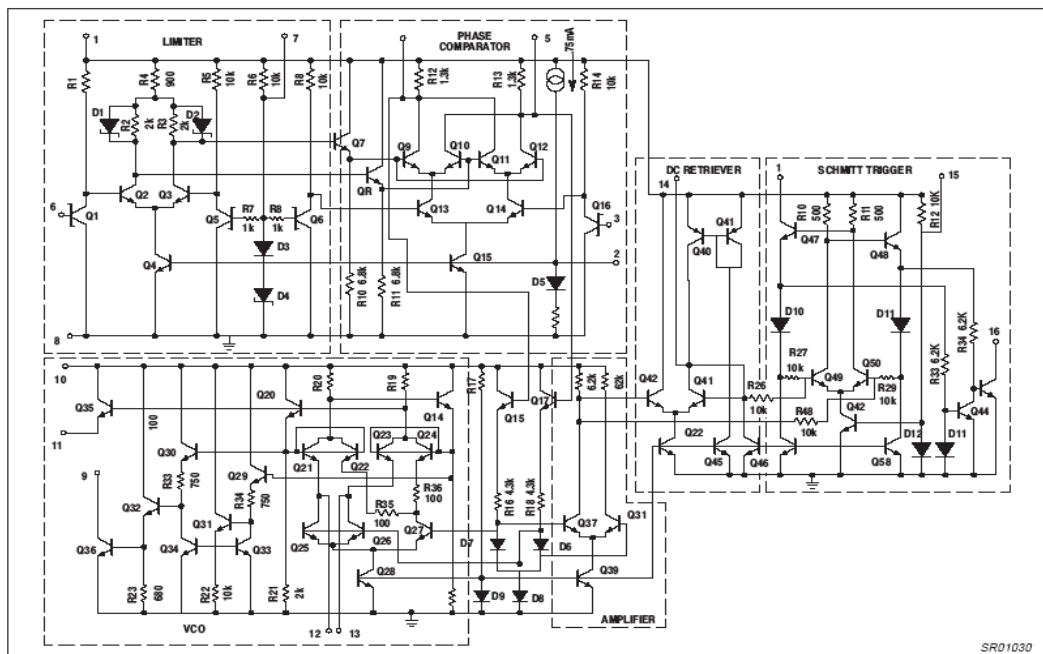 LIMITER
PHASE
COMPARATOR
1
7
5
.75mA
R1
R4
900
R5
10k
R6
10k
R8
10k
R12
1.3k
R13
1.3k
R14
10k
D1
R2
2k
R3
2k
D2
Q7
Q9
Q10
Q11
Q12
QR
Q2
Q3
6
Q1
Q5
R7
1k
R8
1k
Q6
Q13
Q14
Q16
3
D3
Q4
Q15
2
D4
R10 6.8k
R11 6.8k
D5
8
DC RETRIEVER
SCHMITT TRIGGER
14
1
15
Q41
Q40
R10
500
R11
500
R12 10K
Q47
Q48
D10
D11
R34 6.2K
R33 6.2K
16
R27
10k
Q49
Q50
R29
10k
Q42
Q41
R26
10k
R48
10k
Q42
Q44
D12
D11
Q22
Q45
Q46
Q58
10
R20
R19
R17
6.2k
62k
Q35
100
Q20
Q14
Q15
Q17
11
Q30
Q21
Q22
Q23
Q24
9
R33
750
Q29
R34
750
R36
100
R35
100
R16 4.3k
R18 4.3k
Q32
Q31
Q25
Q26
Q27
Q37
Q31
D7
D6
Q36
Q34
Q33
Q28
Q39
R23
680
R22
10k
R21
2k
D9
D8
VCO
12
13
AMPLIFIER
SR01030